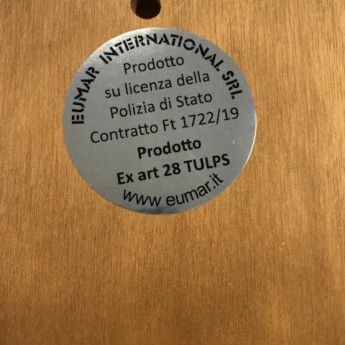 EUMAR INTERNATIONAL SRL.
Prodotto
su licenza della
Polizia di Stato
Contratto Ft 1722/19
Prodotto
Ex art 28 TULPS
www.eumar.it